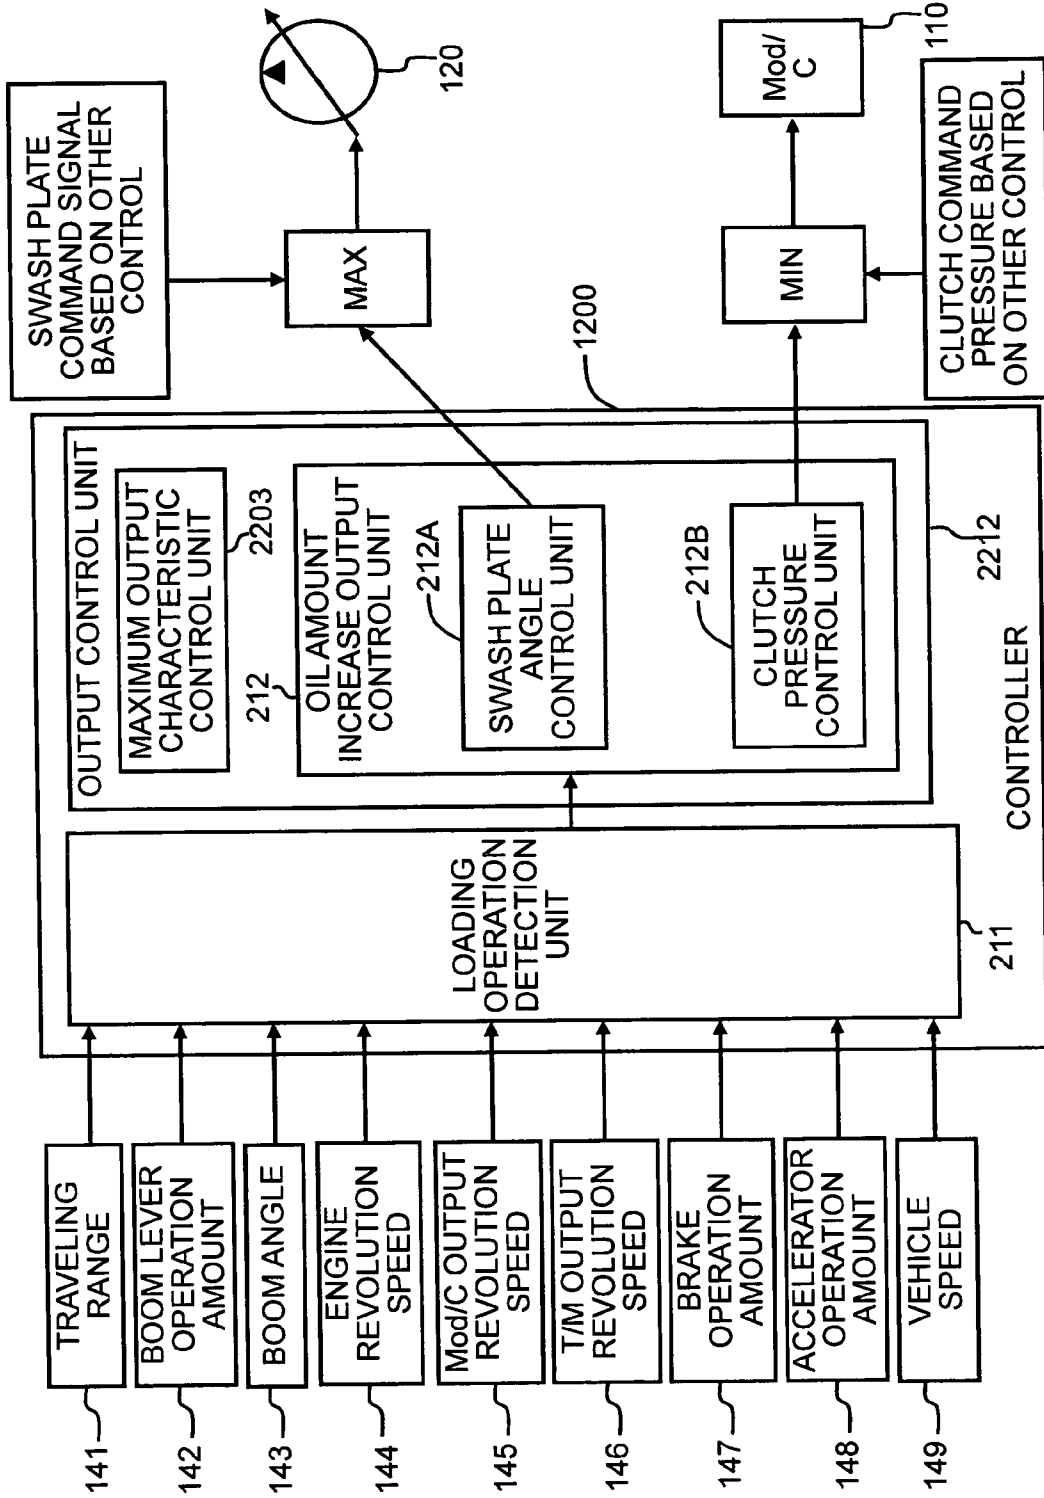 141
TRAVELING
RANGE
142
BOOM LEVER
OPERATION
AMOUNT
143
BOOM ANGLE
144
ENGINE
REVOLUTION
SPEED
145
Mod/C OUTPUT
REVOLUTION
SPEED
146
T/M OUTPUT
REVOLUTION
SPEED
147
BRAKE
OPERATION
AMOUNT
148
ACCELERATOR
OPERATION
AMOUNT
149
VEHICLE
SPEED
LOADING
OPERATION
DETECTION
UNIT
211
CONTROLLER
1200
OUTPUT CONTROL UNIT
MAXIMUM OUTPUT
CHARACTERISTIC
CONTROL UNIT
2203
212
OIL AMOUNT
INCREASE OUTPUT
CONTROL UNIT
212A
SWASH PLATE
ANGLE
CONTROL UNIT
212B
CLUTCH
PRESSURE
CONTROL UNIT
2212
SWASH PLATE
COMMAND SIGNAL
BASED ON OTHER
CONTROL
MAX
120
MIN
Mod/
C
110
CLUTCH COMMAND
PRESSURE BASED
ON OTHER CONTROL